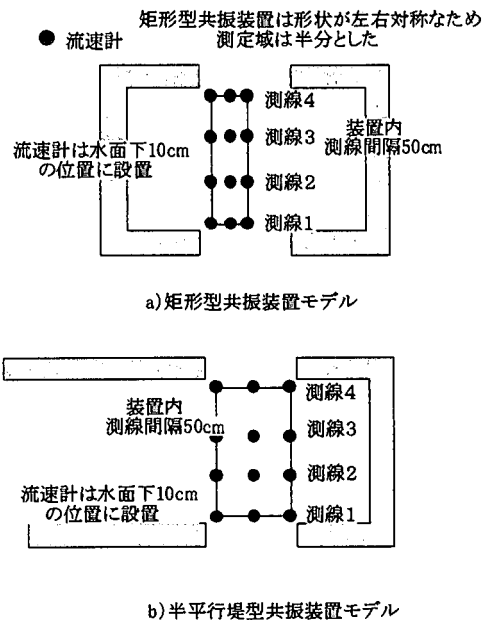 矩形型共振装置は形状が左右対称なため
測定域は半分とした
● 流速計
測線4
測線3
測線2
測線1
装置内
測線間隔50cm
流速計は水面下10cm
の位置に設置
a)矩形型共振装置モデル
測線4
装置内
測線間隔50cm
測線3
測線2
流速計は水面下10cm
の位置に設置
測線1
b)半平行堤型共振装置モデル